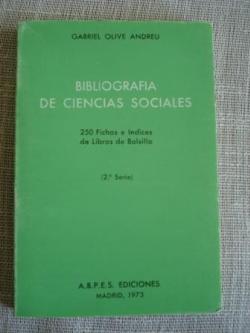 GABRIEL OLIVE ANDREU
BIBLIOGRAFIA
DE CIENCIAS SOCIALES
250 Fichas e Indices
de Libros de Bolsillo
(2.ª Serie)
A.B.P.E.S. EDICIONES
MADRID, 1973